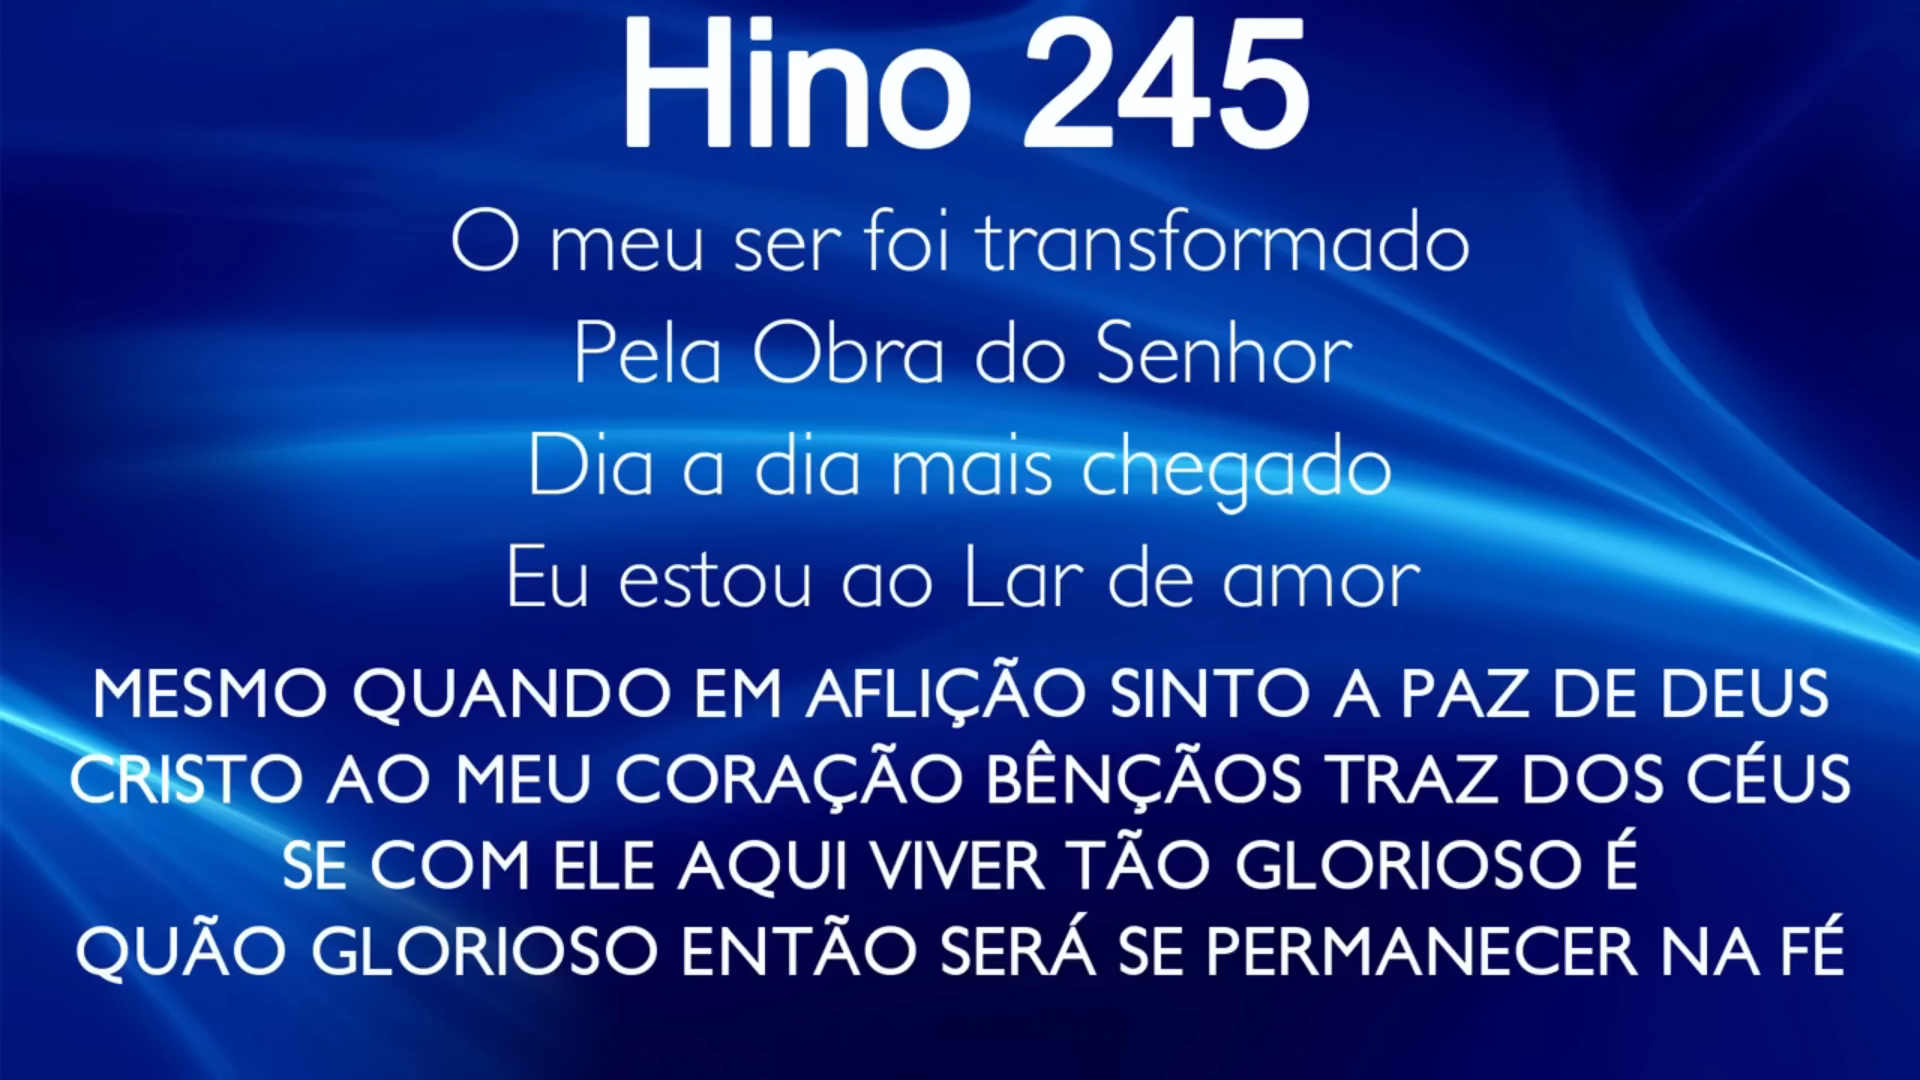 Hino 245
O meu ser foi transformado
Pela Obra do Senhor
Dia a dia mais chegado
Eu estou ao Lar de amor
MESMO QUANDO EM AFLIÇÃO SINTO A PAZ DE DEUS
CRISTO AO MEU CORAÇÃO BÊNÇÃOS TRAZ DOS CÉUS
SE COM ELE AQUI VIVER TÃO GLORIOSO É
QUÃO GLORIOSO ENTÃO SERÁ SE PERMANECER NA FÉ